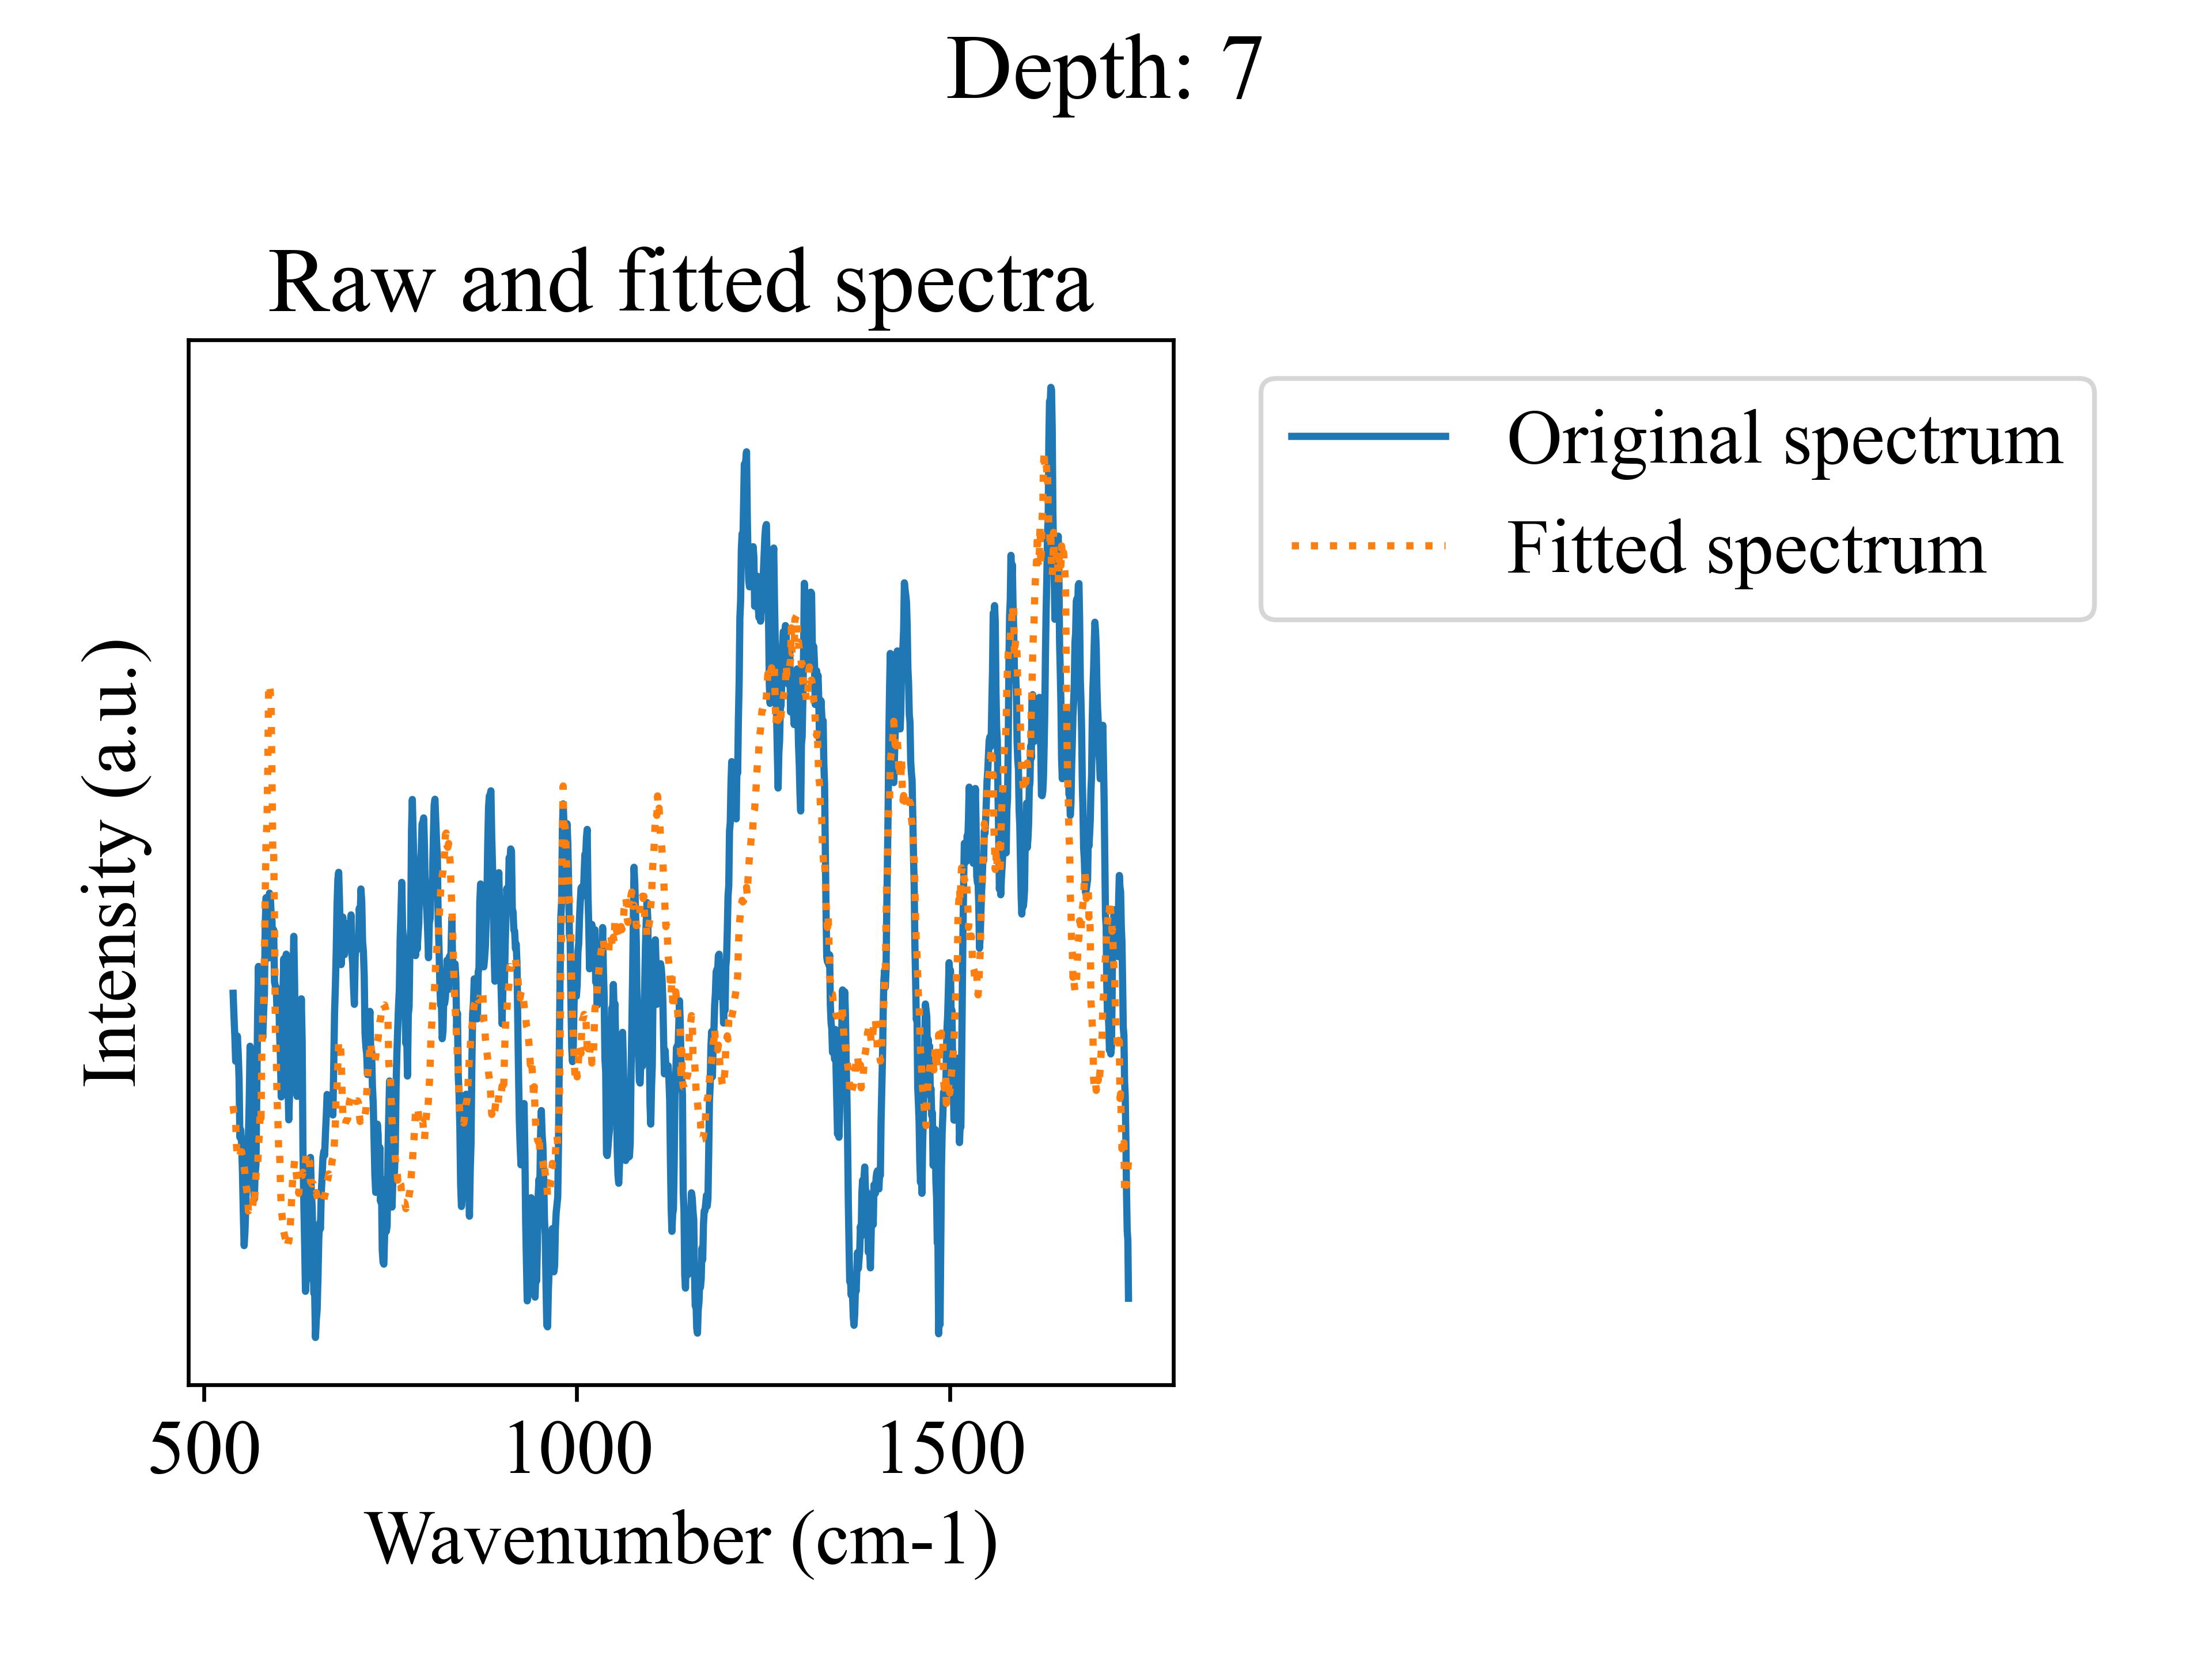 Depth: 7
Raw and fitted spectra
Original spectrum
Fitted spectrum
Intensity (a.u.)
500 1000 1500
Wavenumber (cm-1)